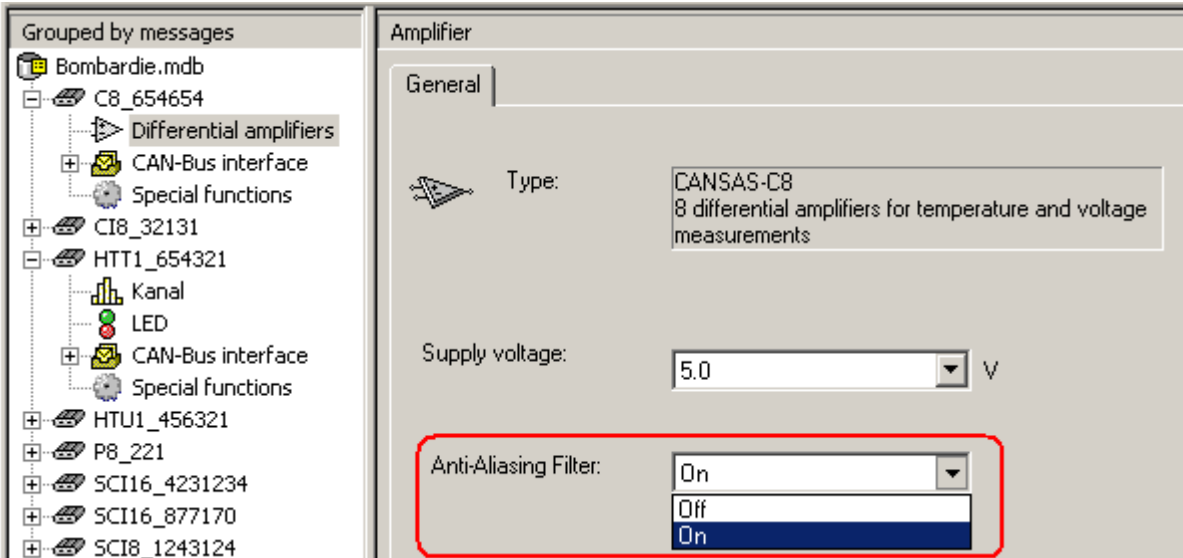 Grouped by messages
Bombardie.mdb
C8_654654
Differential amplifiers
CAN-Bus interface
Special functions
CI8_32131
HTT1_654321
Kanal
LED
CAN-Bus interface
Special functions
HTU1_456321
P8_221
SCI16_4231234
SCI16_877170
SCI8_1243124
Amplifier
General
Type:
CANSAS-C8
8 differential amplifiers for temperature and voltage
measurements
Supply voltage:
5.0
V
Anti-Aliasing Filter:
On
Off
On